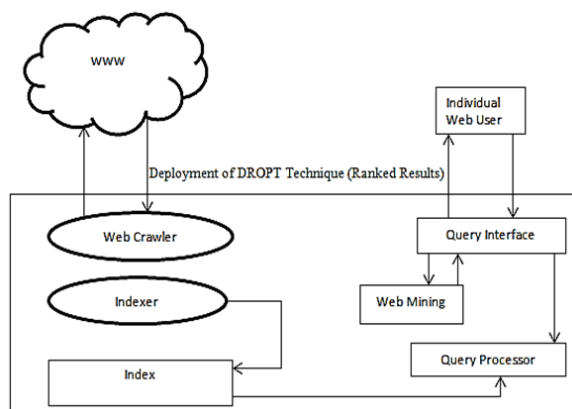 www
Individual
Web User
Deployment of DROPT Technique (Ranked Results)
Web Crawler
Query Interface
Indexer
Web Mining
Index
Query Processor